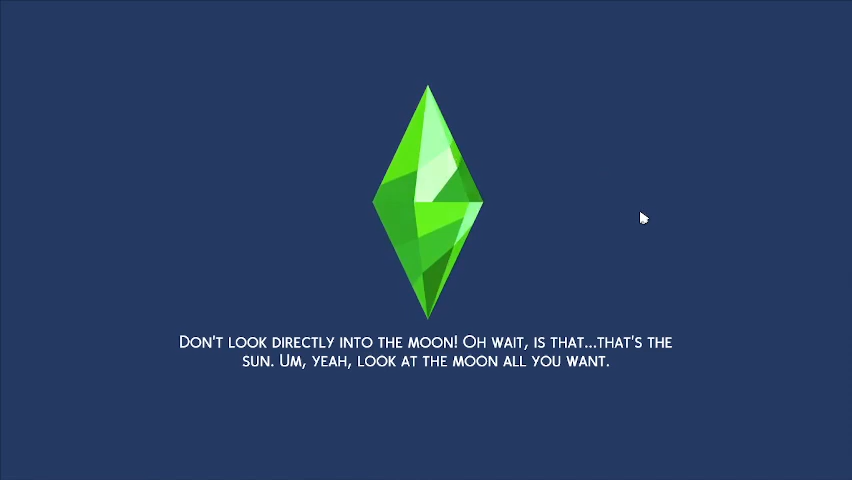 Don't look directly into the moon! Oh wait, is that...that's the
sun. Um, yeah, look at the moon all you want.